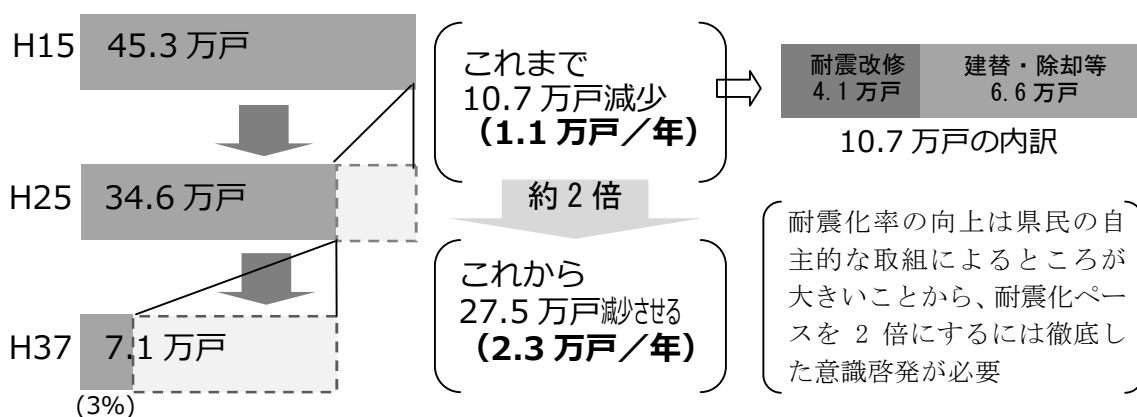 H15
45.3 万戸
これまで
10.7 万戸減少
（1.1 万戸／年）
耐震改修
4.1 万戸
建替・除却等
6.6 万戸
10.7 万戸の内訳
H25
34.6 万戸
約 2 倍
これから
27.5 万戸減少させる
（2.3 万戸／年）
耐震化率の向上は県民の自
主的な取組によるところが
大きいことから、耐震化ペー
スを 2 倍にするには徹底し
た意識啓発が必要
H37
7.1 万戸
(3%)